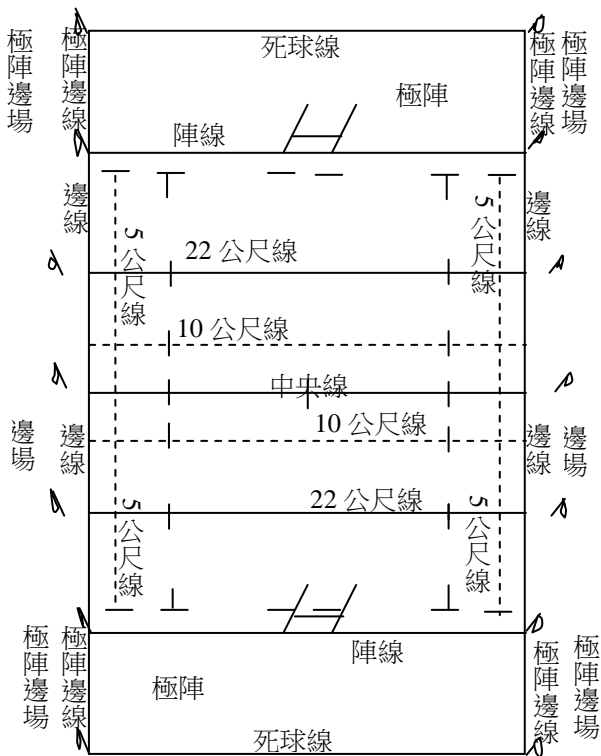 死球線
極陣邊場
極陣邊線
極陣邊線
極陣邊場
極陣
陣線
邊線
邊線
5 公尺線
5 公尺線
22 公尺線
10 公尺線
中央線
10 公尺線
邊場
邊線
邊線
邊場
22 公尺線
5 公尺線
5 公尺線
陣線
極陣邊場
極陣邊線
極陣邊線
極陣邊場
極陣
死球線